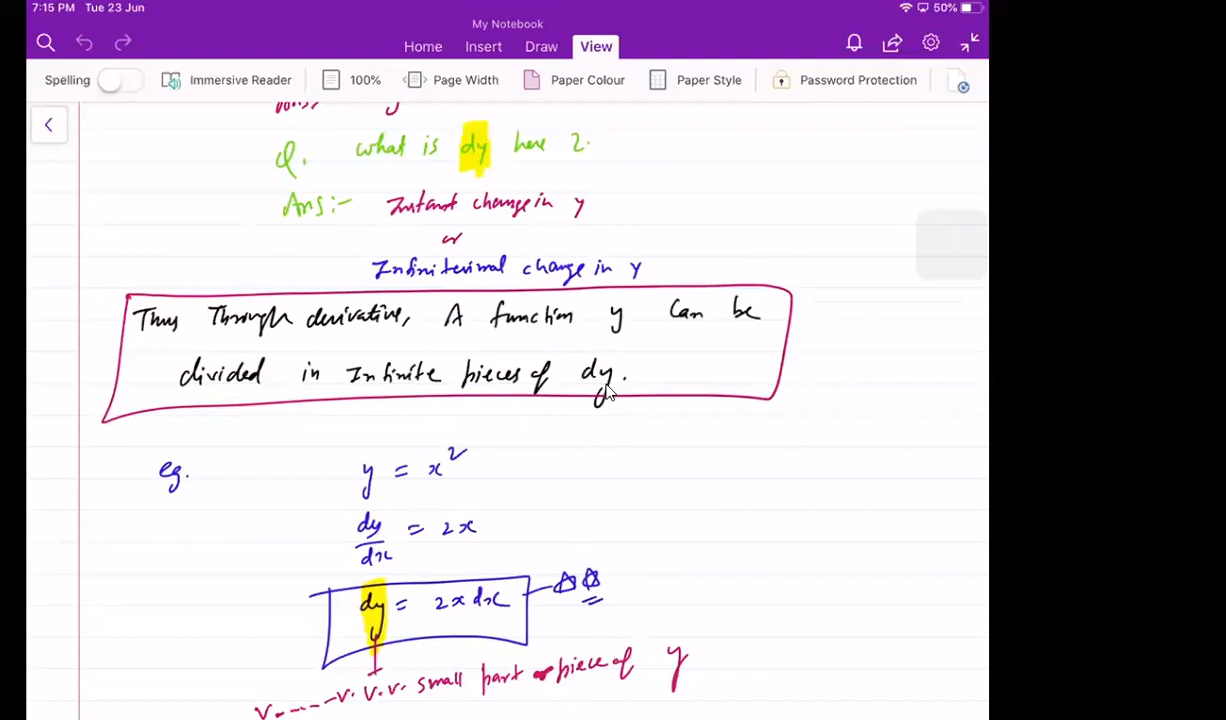 7:15 PM Tue 23 Jun
50%
My Notebook
Home Insert Draw View
Spelling Immersive Reader 100% Page Width Paper Colour Paper Style Password Protection
Q. what is dy here ?.
Ans:- Instant change in y
or
Infinitesimal change in y
Thus Through derivative, A function y can be
divided in Infinite pieces of dy.
eg. y = x²
dy/dx = 2x
dy = 2x dx
v.----v. v.v. small part or piece of y